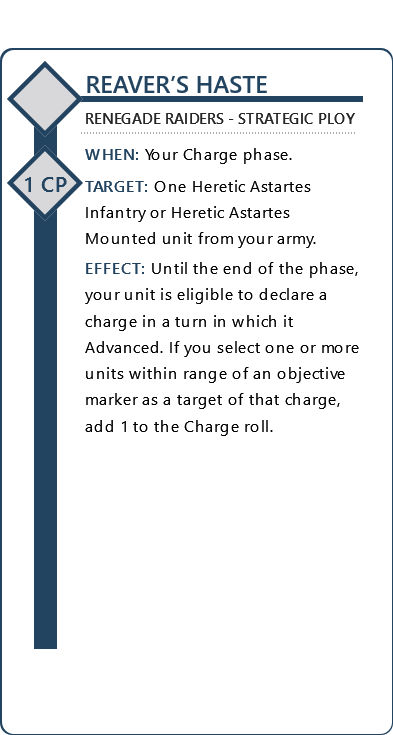 REAVER’S HASTE
RENEGADE RAIDERS - STRATEGIC PLOY
WHEN: Your Charge phase.
1 CP
TARGET: One Heretic Astartes
Infantry or Heretic Astartes
Mounted unit from your army.
EFFECT: Until the end of the phase,
your unit is eligible to declare a
charge in a turn in which it
Advanced. If you select one or more
units within range of an objective
marker as a target of that charge,
add 1 to the Charge roll.